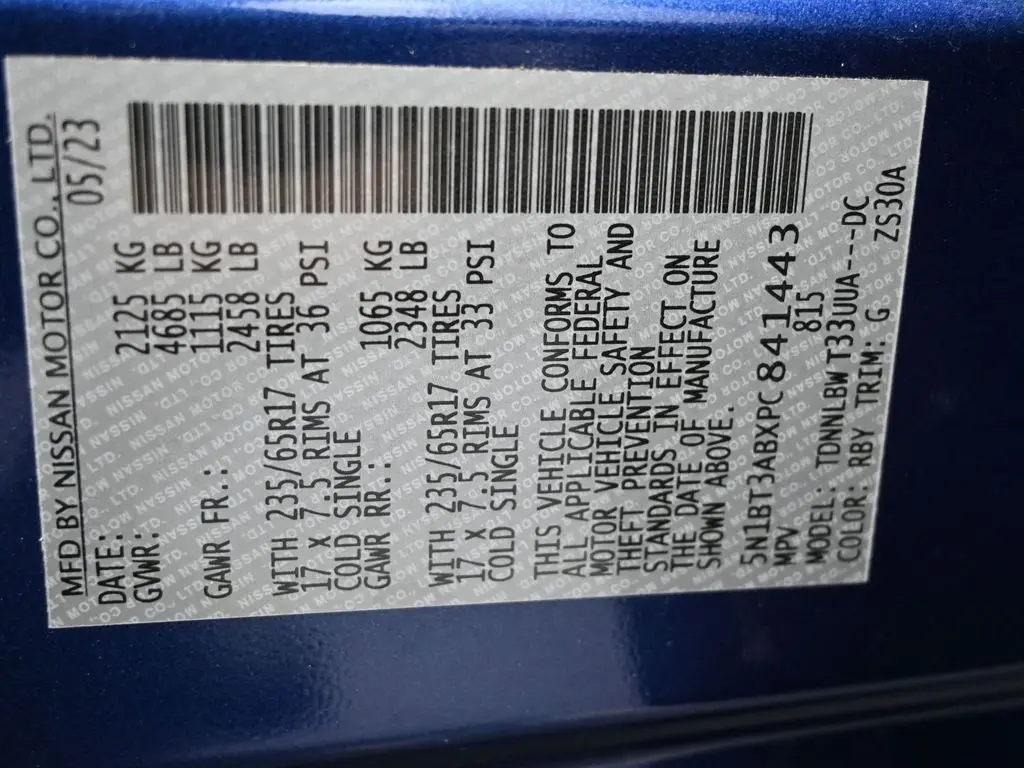 MFD BY NISSAN MOTOR CO., LTD.
DATE: 05/23
GVWR: 2125 KG
4685 LB
GAWR FR.: 1115 KG
2458 LB
WITH 235/65R17 TIRES
17 x 7.5 RIMS AT 36 PSI
COLD SINGLE
GAWR RR.: 1065 KG
2348 LB
WITH 235/65R17 TIRES
17 x 7.5 RIMS AT 33 PSI
COLD SINGLE
THIS VEHICLE CONFORMS TO
ALL APPLICABLE FEDERAL
MOTOR VEHICLE SAFETY AND
THEFT PREVENTION
STANDARDS IN EFFECT ON
THE DATE OF MANUFACTURE
SHOWN ABOVE.
5N1BT3ABXPC841443
MPV 815
MODEL: TDNNLBWT33UUA---DC
COLOR: RBY TRIM: G ZS30A